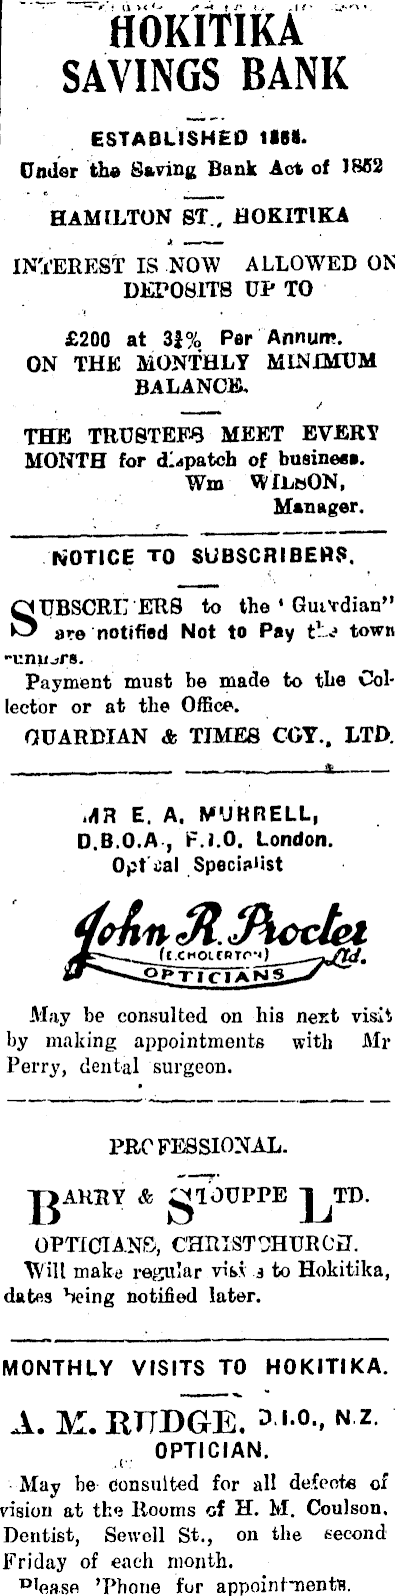 HOKITIKA
SAVINGS BANK
ESTABLISHED
Under the Saving Bank Act of 1852
HAMILTON ST., HOKITIKA
INTEREST IS NOW ALLOWED ON
DEPOSITS UP TO
£200 at 3¾% Per Annum.
ON THE MONTHLY MINIMUM
BALANCE.
THE TRUSTEES MEET EVERY
MONTH for dispatch of business.
Wm WILSON,
Manager.
NOTICE TO SUBSCRIBERS.
SUBSCRIBERS to the 'Guardian"
are notified Not to Pay the town
runners.
Payment must be made to the Col-
lector or at the Office.
GUARDIAN & TIMES COY., LTD.
MR E. A. MURRELL,
D.B.O.A., F.I.O. London.
Optical Specialist
John R. Procter
(E. CHOLERTON)
Ltd.
OPTICIANS
May be consulted on his next visit
by making appointments with Mr
Perry, dental surgeon.
PROFESSIONAL.
BARRY & STOUPPE LTD.
OPTICIANS, CHRISTCHURCH.
Will make regular visits to Hokitika,
dates being notified later.
MONTHLY VISITS TO HOKITIKA.
A. M. RUDGE, D.I.O., N.Z.
OPTICIAN.
May be consulted for all defects of
vision at the Rooms of H. M. Coulson,
Dentist, Sewell St., on the second
Friday of each month.
Please 'Phone for appointments.